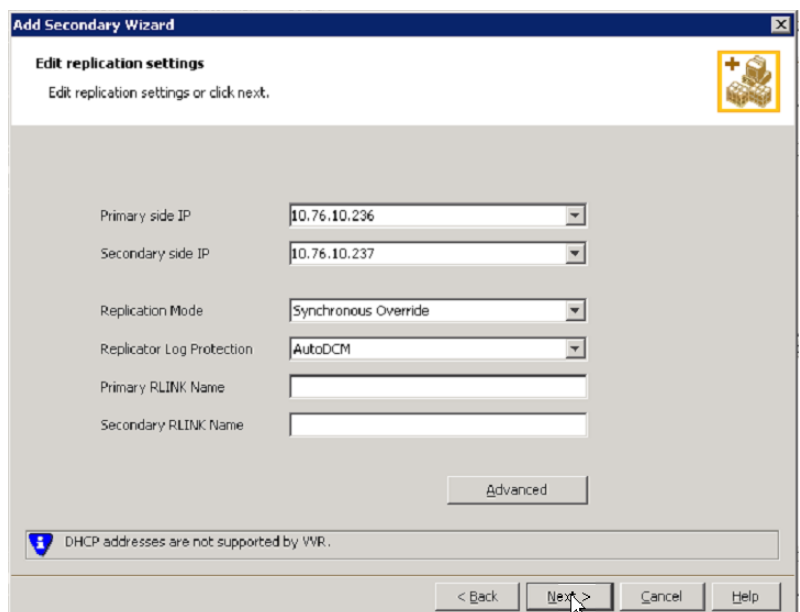 Add Secondary Wizard
Edit replication settings
Edit replication settings or click next.
Primary side IP 10.76.10.236
Secondary side IP 10.76.10.237
Replication Mode Synchronous Override
Replicator Log Protection AutoDCM
Primary RLINK Name
Secondary RLINK Name
Advanced
DHCP addresses are not supported by VVR.
< Back Next > Cancel Help